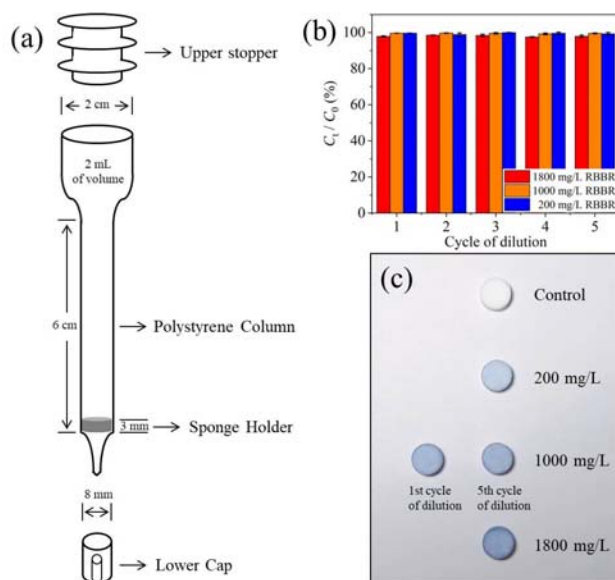 (a)
Upper stopper
2 cm
2 mL
of volume
6 cm
Polystyrene Column
3 mm
Sponge Holder
8 mm
Lower Cap
(b)
Ct / C0 (%)
100
80
60
40
20
0
1800 mg/L RBBR
1000 mg/L RBBR
200 mg/L RBBR
1 2 3 4 5
Cycle of dilution
(c)
Control
200 mg/L
1000 mg/L
1st cycle
of dilution
5th cycle
of dilution
1800 mg/L